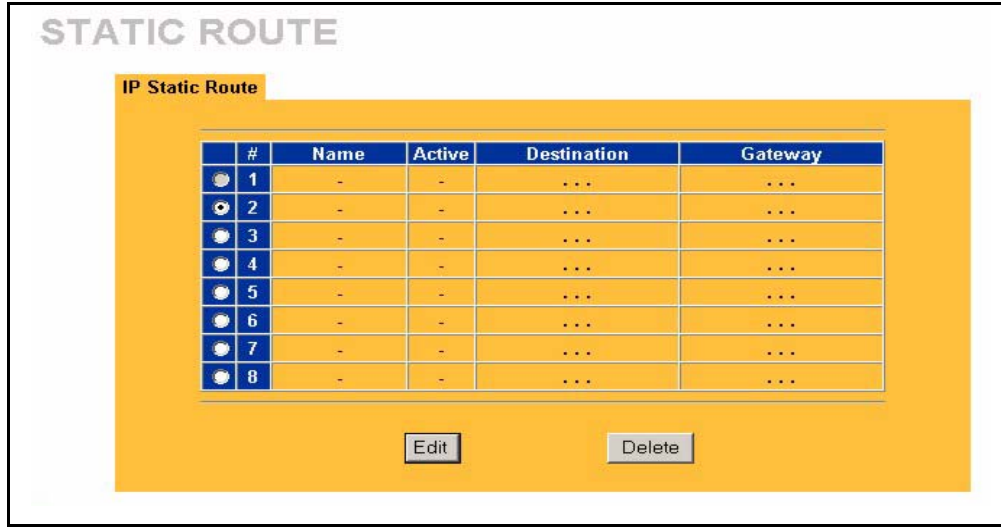 STATIC ROUTE
IP Static Route
# Name Active Destination Gateway
1 - - . . . . . .
2 - - . . . . . .
3 - - . . . . . .
4 - - . . . . . .
5 - - . . . . . .
6 - - . . . . . .
7 - - . . . . . .
8 - - . . . . . .
Edit Delete